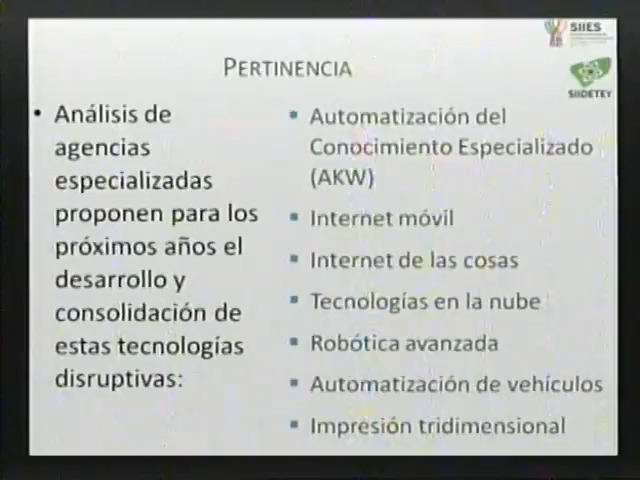 SIIES
SIIDETEY
PERTINENCIA
• Análisis de
agencias
especializadas
proponen para los
próximos años el
desarrollo y
consolidación de
estas tecnologías
disruptivas:
▪ Automatización del
Conocimiento Especializado
(AKW)
▪ Internet móvil
▪ Internet de las cosas
▪ Tecnologías en la nube
▪ Robótica avanzada
▪ Automatización de vehículos
▪ Impresión tridimensional